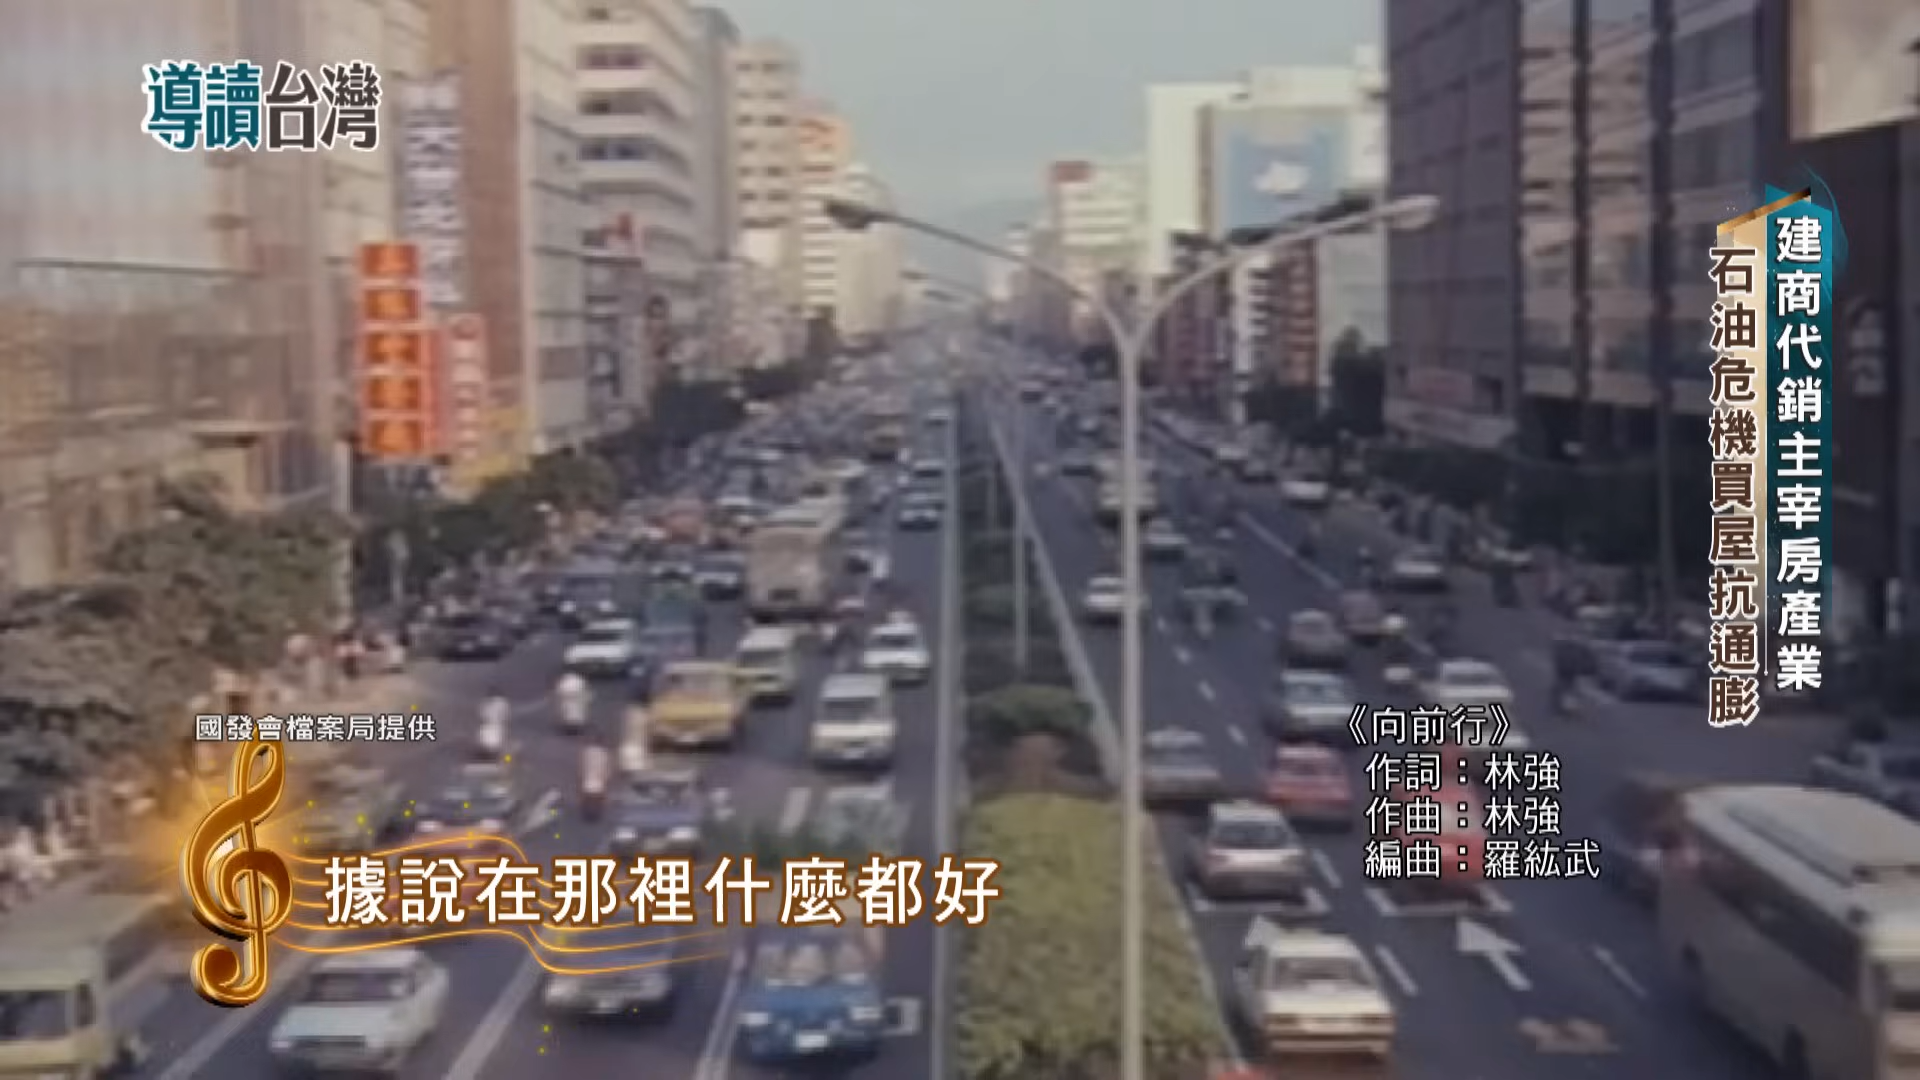 導讀台灣
建商代銷主宰房產業
石油危機買屋抗通膨
國發會檔案局提供
《向前行》
作詞：林強
作曲：林強
編曲：羅紘武
據說在那裡什麼都好